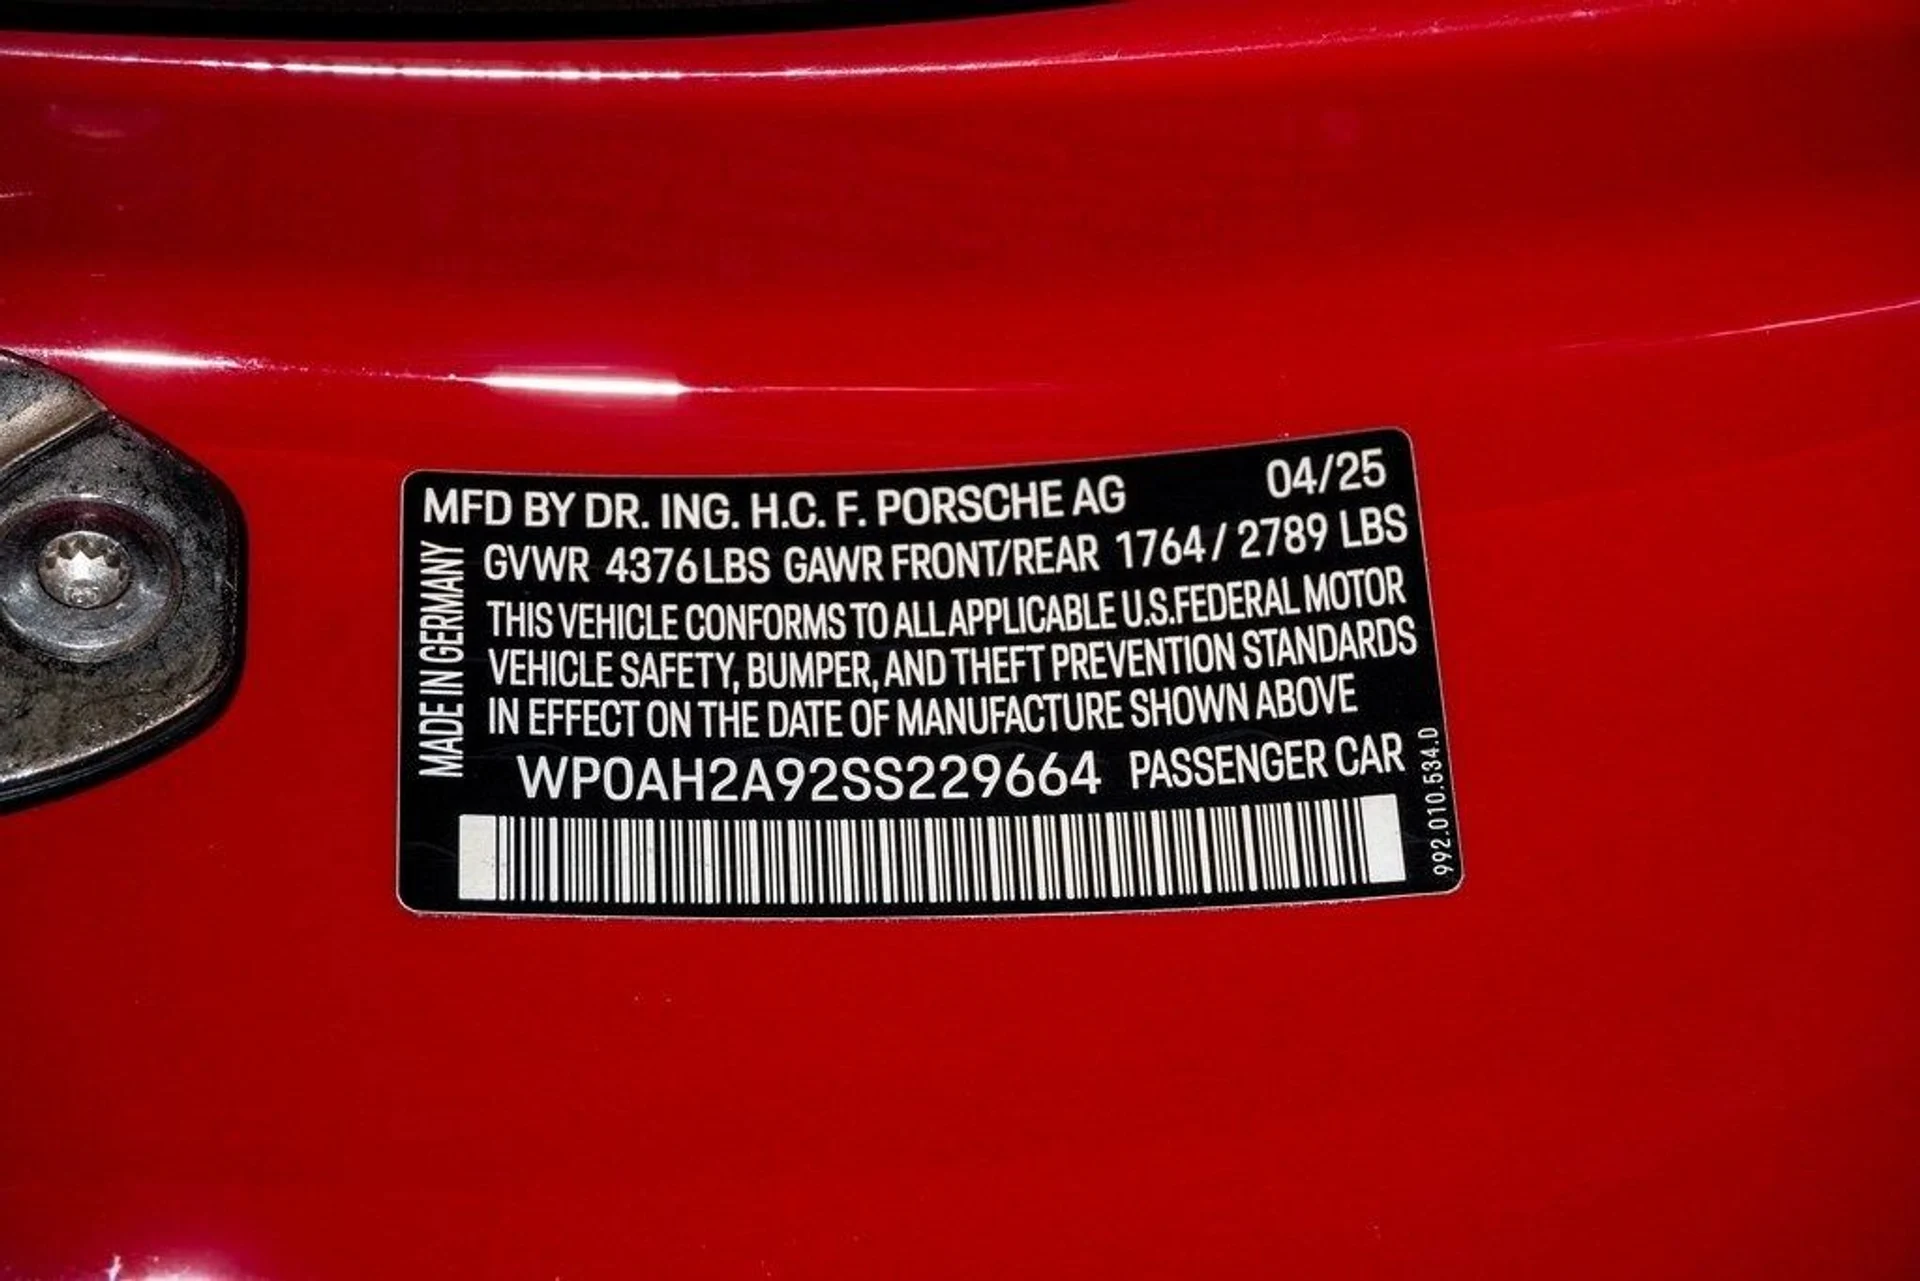 MFD BY DR. ING. H.C. F. PORSCHE AG 04/25
GVWR 4376 LBS GAWR FRONT/REAR 1764 / 2789 LBS
THIS VEHICLE CONFORMS TO ALL APPLICABLE U.S.FEDERAL MOTOR
VEHICLE SAFETY, BUMPER, AND THEFT PREVENTION STANDARDS
IN EFFECT ON THE DATE OF MANUFACTURE SHOWN ABOVE
WP0AH2A92SS229664 PASSENGER CAR
MADE IN GERMANY
992.010.534.D